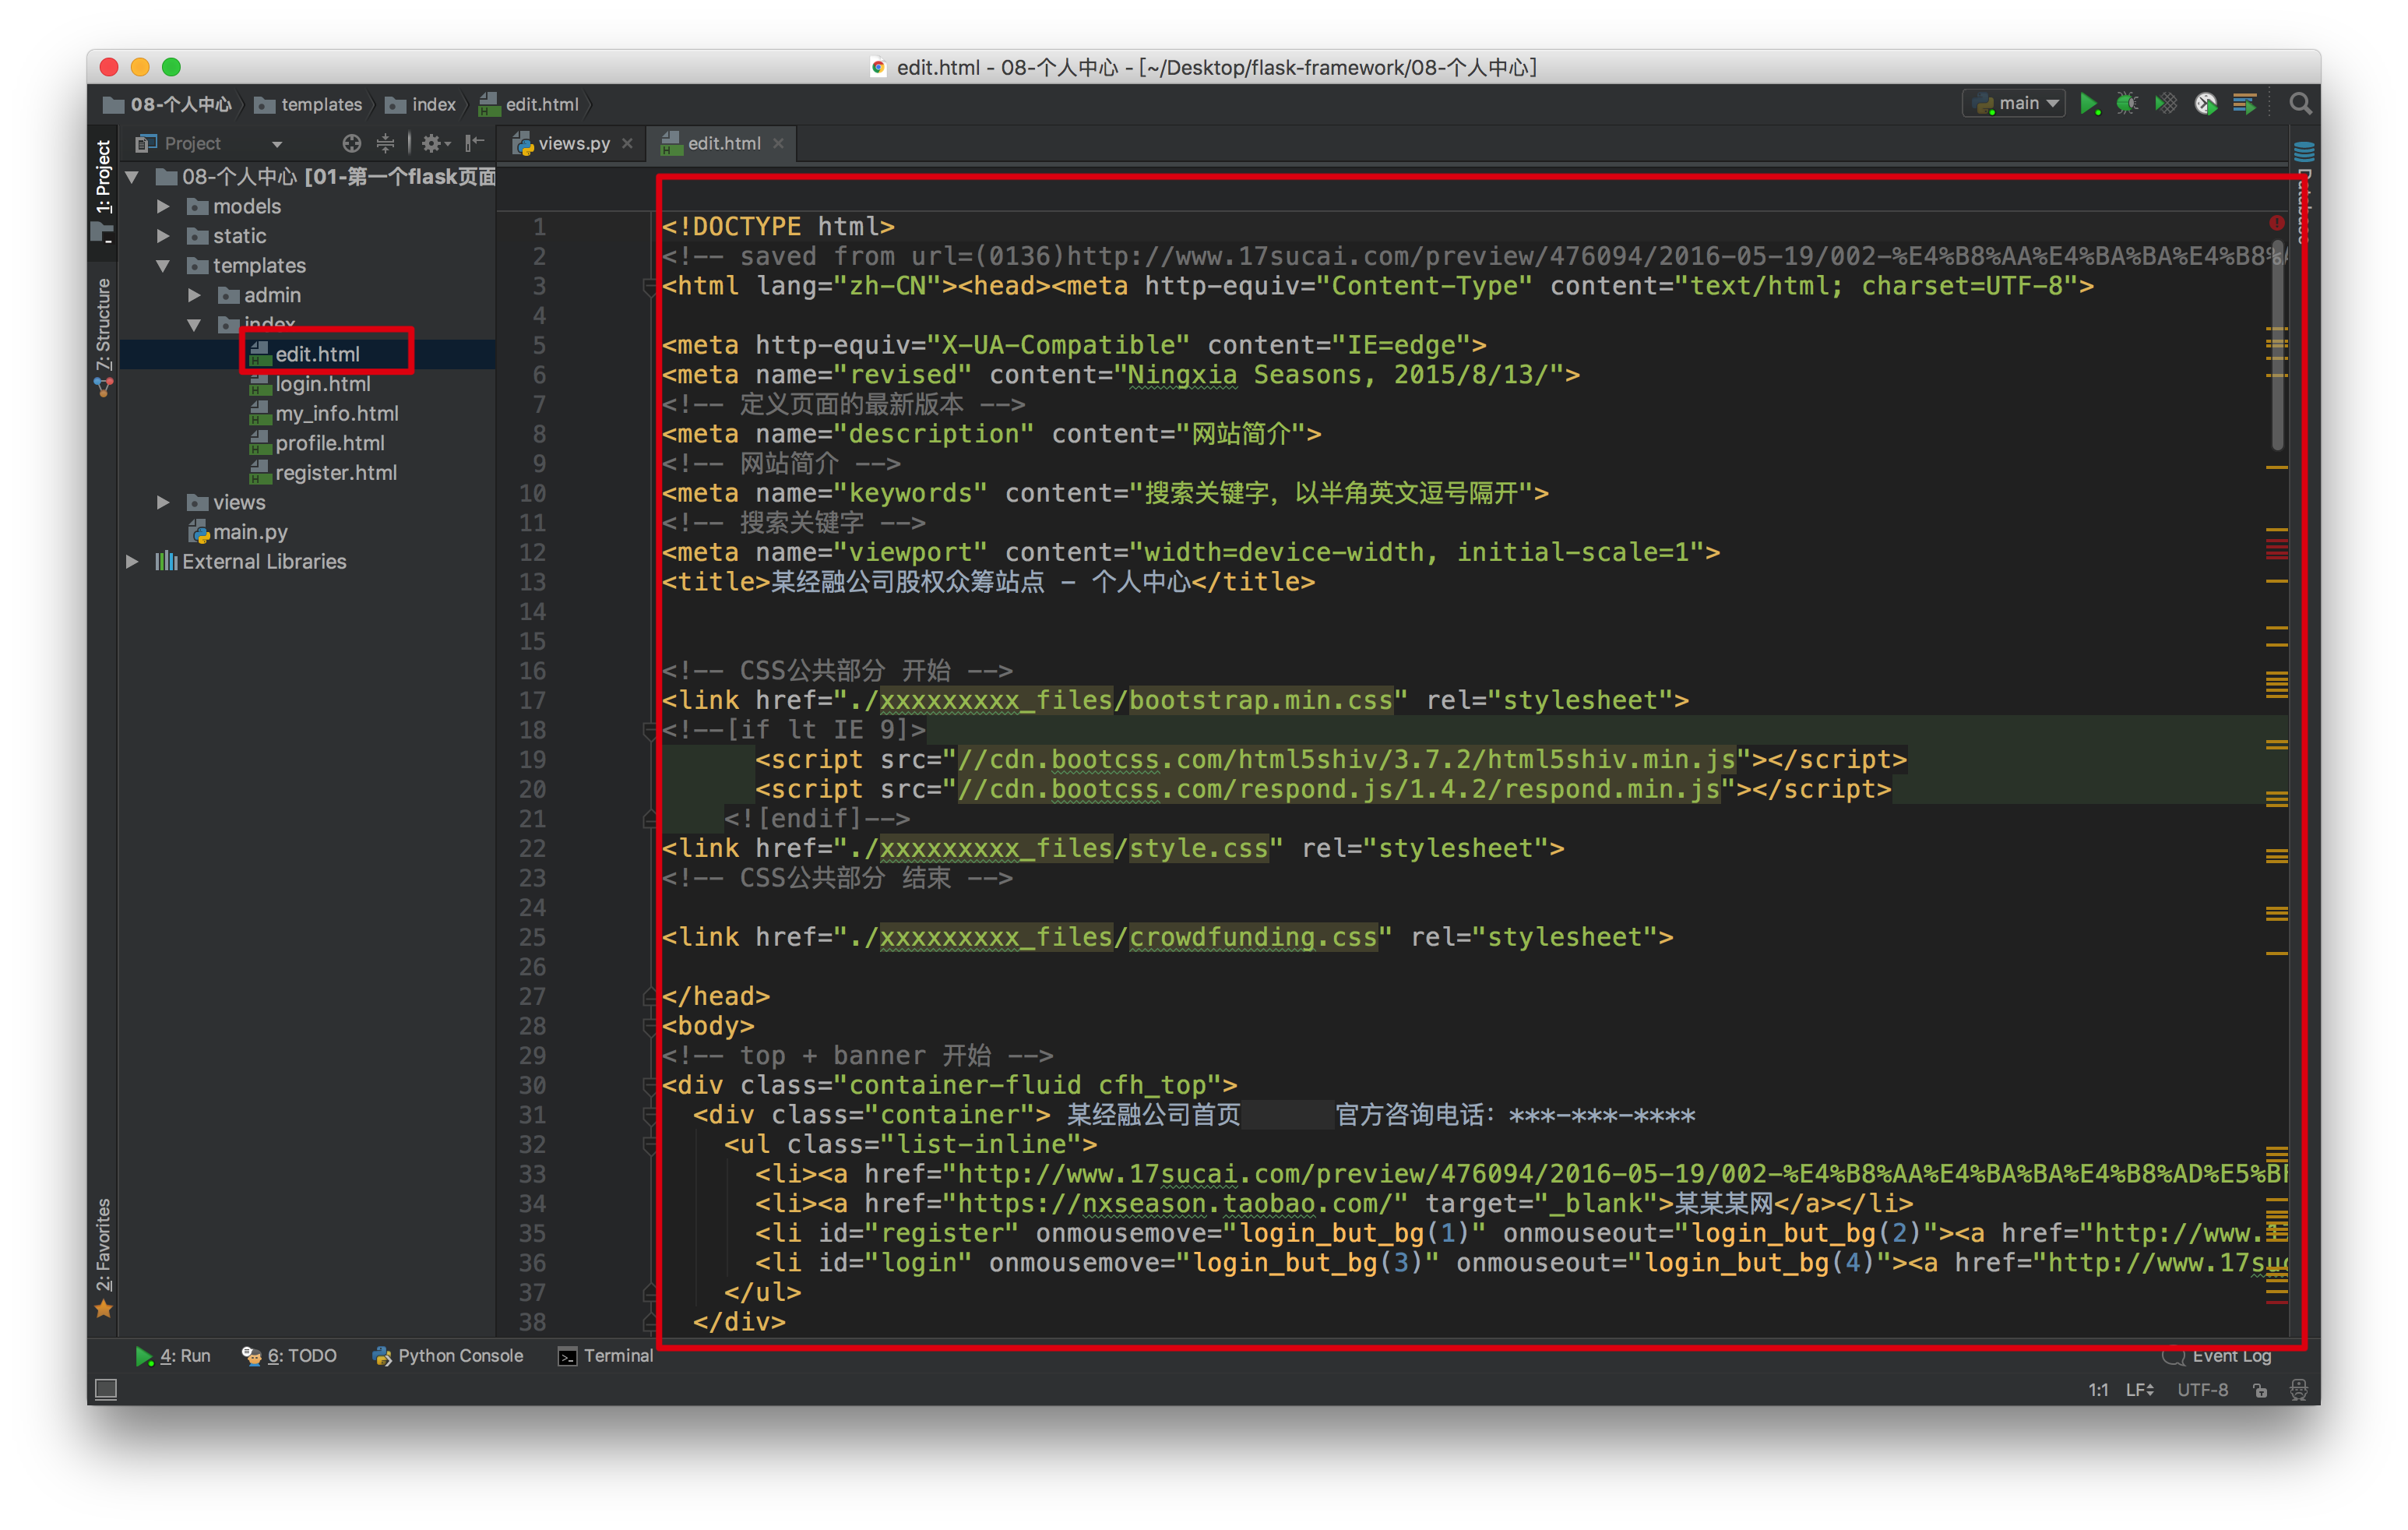 edit.html - 08-个人中心 - [~/Desktop/flask-framework/08-个人中心]
08-个人中心 templates index edit.html main
Project views.py edit.html
1: Project
Z: Structure
2: Favorites
08-个人中心 [01-第一个flask页面
models
static
templates
admin
index
edit.html
login.html
my_info.html
profile.html
register.html
views
main.py
External Libraries
1 <!DOCTYPE html>
2 <!-- saved from url=(0136)http://www.17sucai.com/preview/476094/2016-05-19/002-%E4%B8%AA%E4%BA%BA%E4%B8%
3 <html lang="zh-CN"><head><meta http-equiv="Content-Type" content="text/html; charset=UTF-8">
4
5 <meta http-equiv="X-UA-Compatible" content="IE=edge">
6 <meta name="revised" content="Ningxia Seasons, 2015/8/13/">
7 <!-- 定义页面的最新版本 -->
8 <meta name="description" content="网站简介">
9 <!-- 网站简介 -->
10 <meta name="keywords" content="搜索关键字，以半角英文逗号隔开">
11 <!-- 搜索关键字 -->
12 <meta name="viewport" content="width=device-width, initial-scale=1">
13 <title>某经融公司股权众筹站点 - 个人中心</title>
14
15
16 <!-- CSS公共部分 开始 -->
17 <link href="./xxxxxxxxx_files/bootstrap.min.css" rel="stylesheet">
18 <!--[if lt IE 9]>
19 <script src="//cdn.bootcss.com/html5shiv/3.7.2/html5shiv.min.js"></script>
20 <script src="//cdn.bootcss.com/respond.js/1.4.2/respond.min.js"></script>
21 <![endif]-->
22 <link href="./xxxxxxxxx_files/style.css" rel="stylesheet">
23 <!-- CSS公共部分 结束 -->
24
25 <link href="./xxxxxxxxx_files/crowdfunding.css" rel="stylesheet">
26
27 </head>
28 <body>
29 <!-- top + banner 开始 -->
30 <div class="container-fluid cfh_top">
31 <div class="container"> 某经融公司首页 官方咨询电话：***-***-****
32 <ul class="list-inline">
33 <li><a href="http://www.17sucai.com/preview/476094/2016-05-19/002-%E4%B8%AA%E4%BA%BA%E4%B8%AD%E5%BF
34 <li><a href="https://nxseason.taobao.com/" target="_blank">某某某网</a></li>
35 <li id="register" onmousemove="login_but_bg(1)" onmouseout="login_but_bg(2)"><a href="http://www.1
36 <li id="login" onmousemove="login_but_bg(3)" onmouseout="login_but_bg(4)"><a href="http://www.17suc
37 </ul>
38 </div>
4: Run 6: TODO Python Console Terminal Event Log
1:1 LF UTF-8